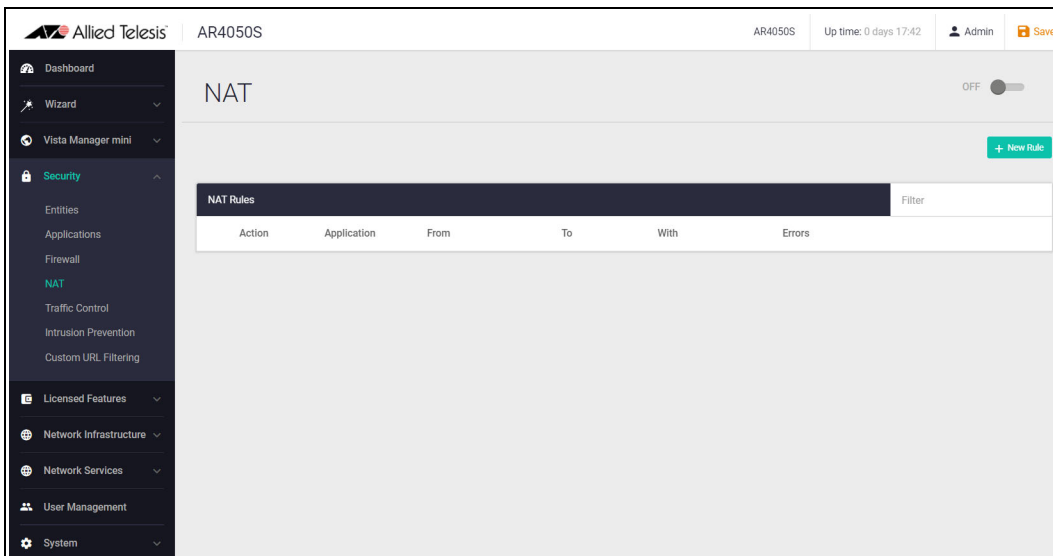 Allied Telesis
AR4050S
AR4050S
Up time: 0 days 17:42
Admin
Save
Dashboard
Wizard
Vista Manager mini
Security
Entities
Applications
Firewall
NAT
Traffic Control
Intrusion Prevention
Custom URL Filtering
Licensed Features
Network Infrastructure
Network Services
User Management
System
NAT
OFF
+ New Rule
NAT Rules
Filter
Action Application From To With Errors